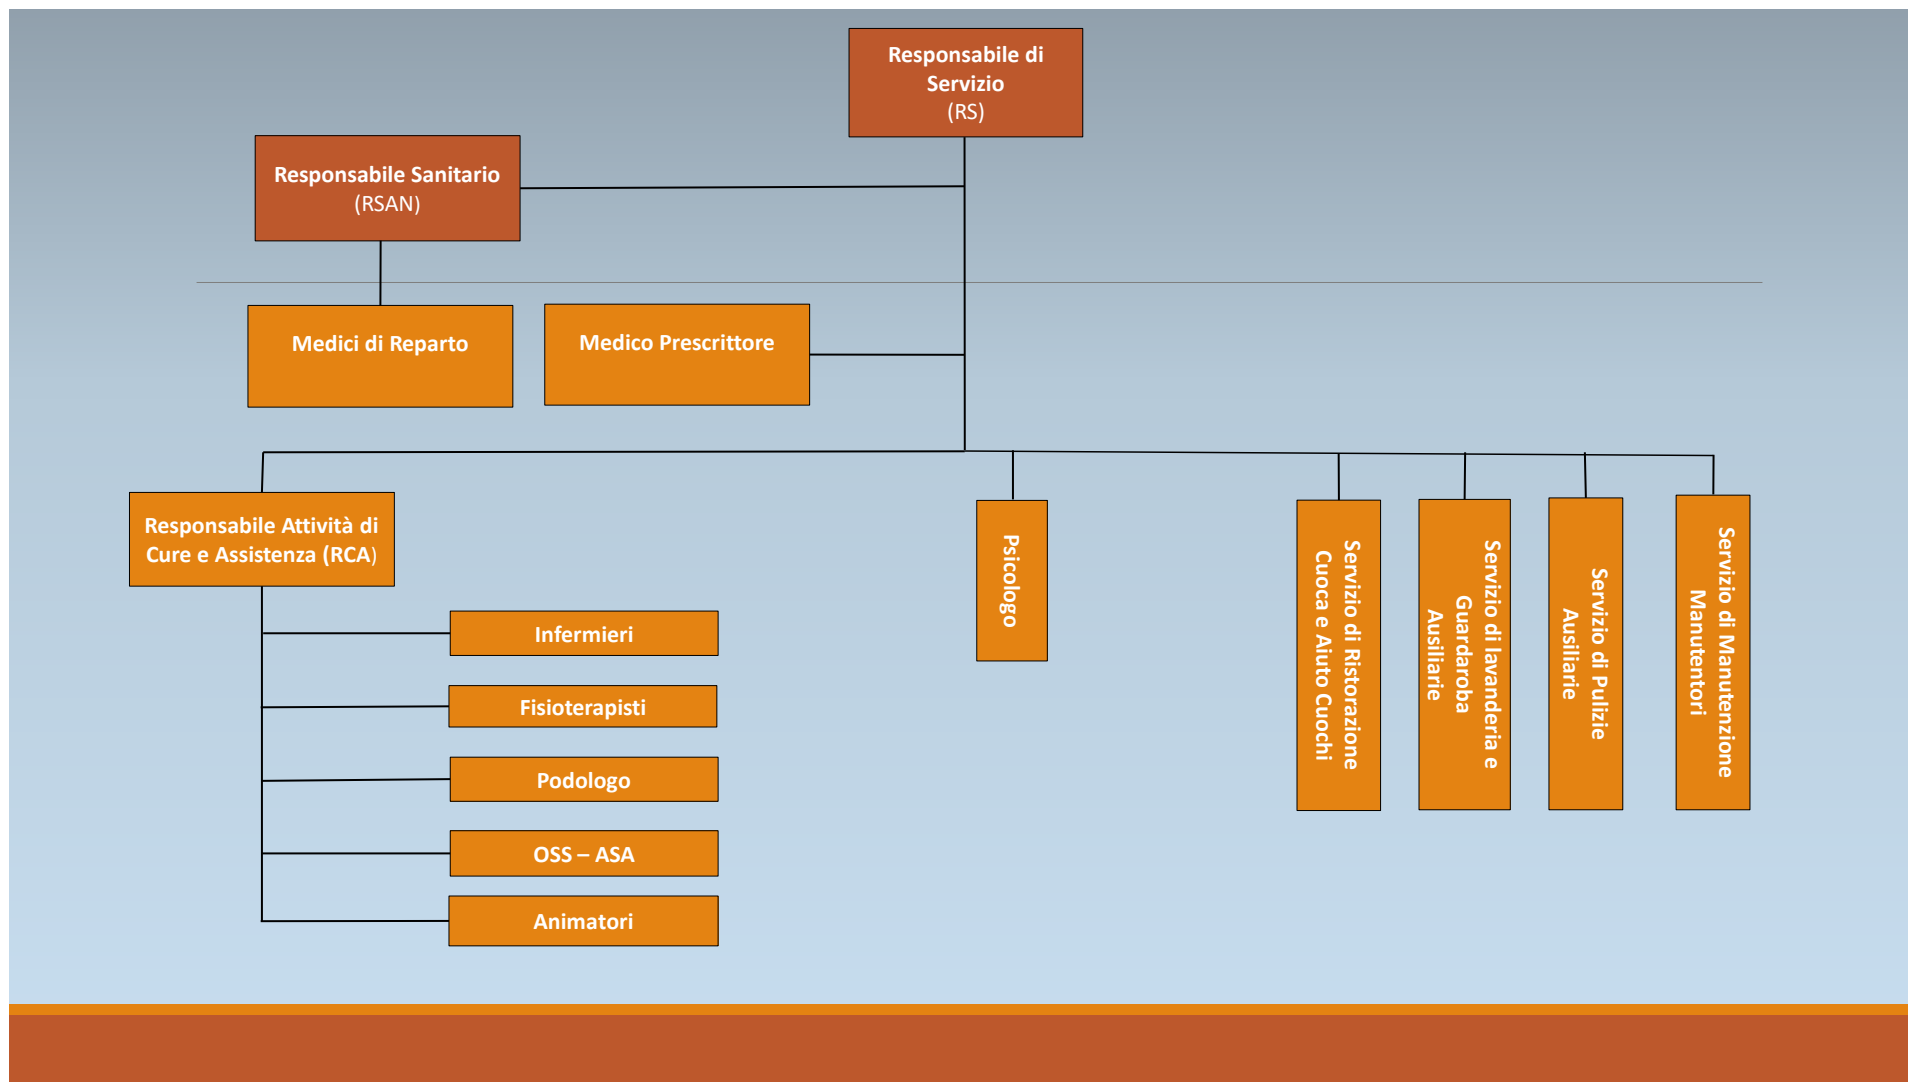 Responsabile di
Servizio
(RS)
Responsabile Sanitario
(RSAN)
Medici di Reparto
Medico Prescrittore
Responsabile Attività di
Cure e Assistenza (RCA)
Infermieri
Fisioterapisti
Podologo
OSS – ASA
Animatori
Psicologo
Servizio di Ristorazione
Cuoca e Aiuto Cuochi
Servizio di lavanderia e
Guardaroba
Ausiliarie
Servizio di Pulizie
Ausiliarie
Servizio di Manutenzione
Manutentori